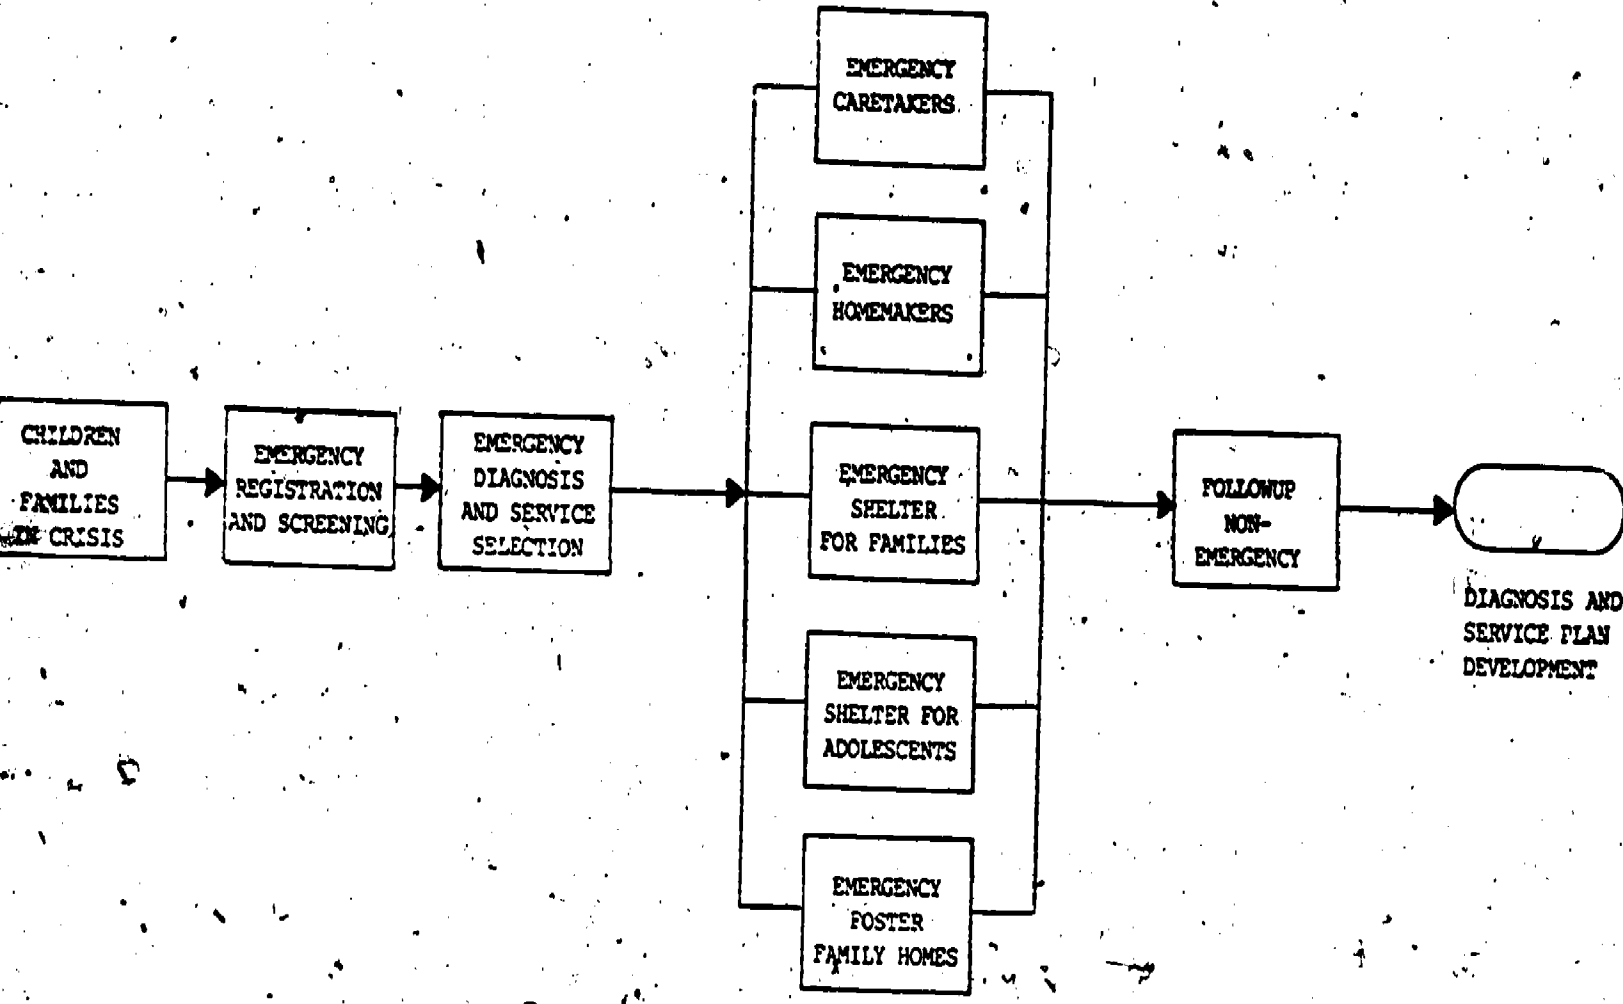 CHILDREN
AND
FAMILIES
IN CRISIS
EMERGENCY
REGISTRATION
AND SCREENING
EMERGENCY
DIAGNOSIS
AND SERVICE
SELECTION
EMERGENCY
CARETAKERS
EMERGENCY
HOMEMAKERS
EMERGENCY
SHELTER
FOR FAMILIES
EMERGENCY
SHELTER FOR
ADOLESCENTS
EMERGENCY
FOSTER
FAMILY HOMES
FOLLOWUP
NON-
EMERGENCY
DIAGNOSIS AND
SERVICE PLAN
DEVELOPMENT